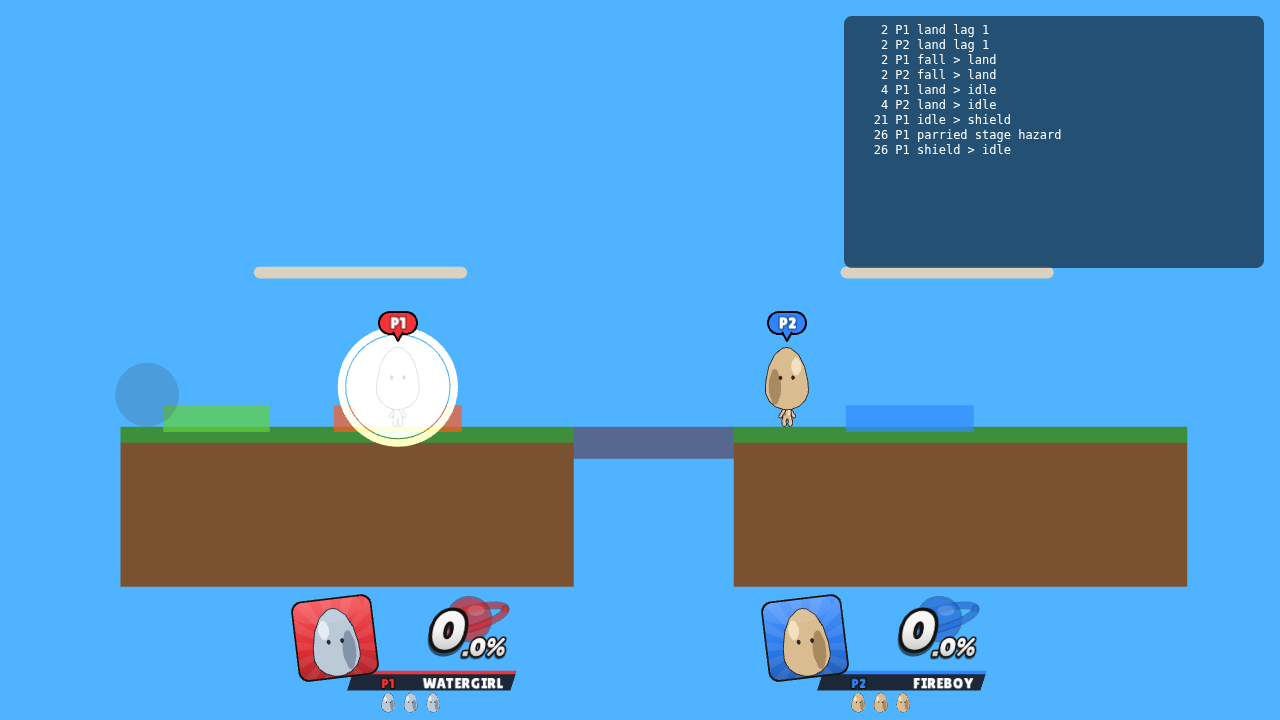 2 P1 land lag 1
2 P2 land lag 1
2 P1 fall > land
2 P2 fall > land
4 P1 land > idle
4 P2 land > idle
21 P1 idle > shield
26 P1 parried stage hazard
26 P1 shield > idle
P1
P2
0.0%
P1 WATERGIRL
0.0%
P2 FIREBOY